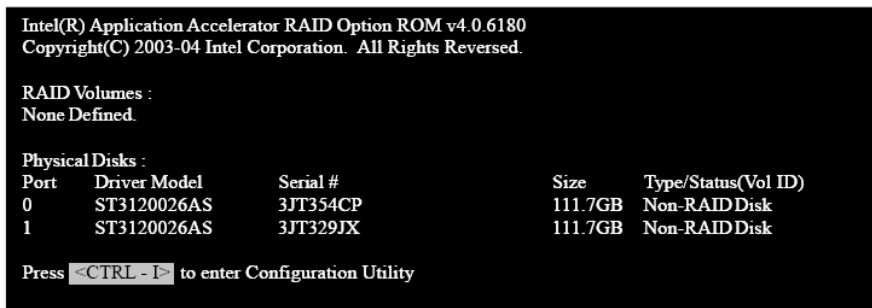 Intel(R) Application Accelerator RAID Option ROM v4.0.6180
Copyright(C) 2003-04 Intel Corporation. All Rights Reversed.
RAID Volumes :
None Defined.
Physical Disks :
Port Driver Model Serial # Size Type/Status(Vol ID)
0 ST3120026AS 3JT354CP 111.7GB Non-RAID Disk
1 ST3120026AS 3JT329JX 111.7GB Non-RAID Disk
Press <CTRL - I> to enter Configuration Utility